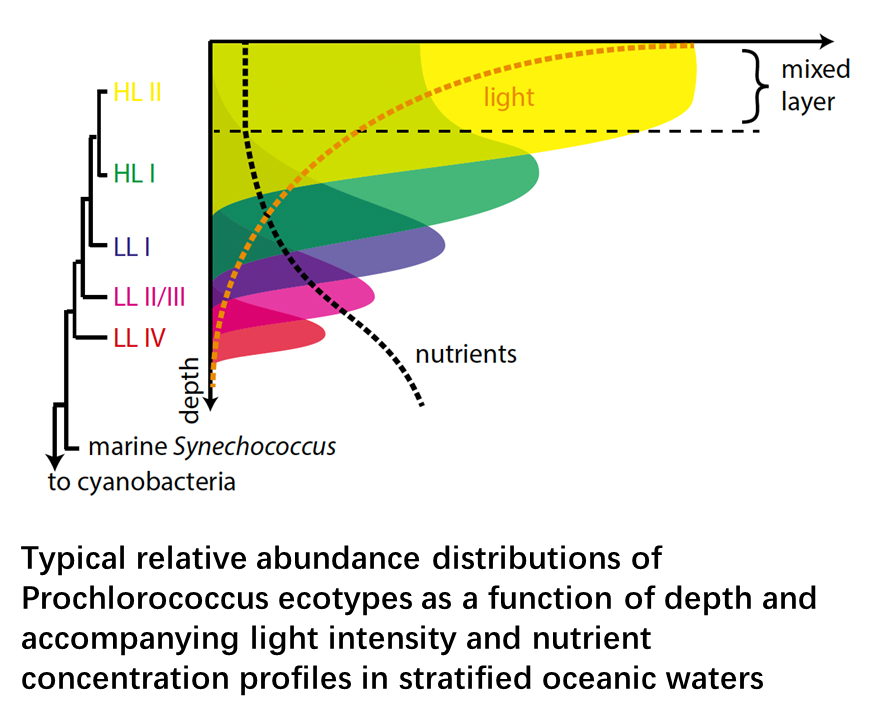 mixed
layer
HL II
light
HL I
LL I
LL II/III
LL IV
nutrients
depth
marine Synechococcus
to cyanobacteria
Typical relative abundance distributions of
Prochlorococcus ecotypes as a function of depth and
accompanying light intensity and nutrient
concentration profiles in stratified oceanic waters